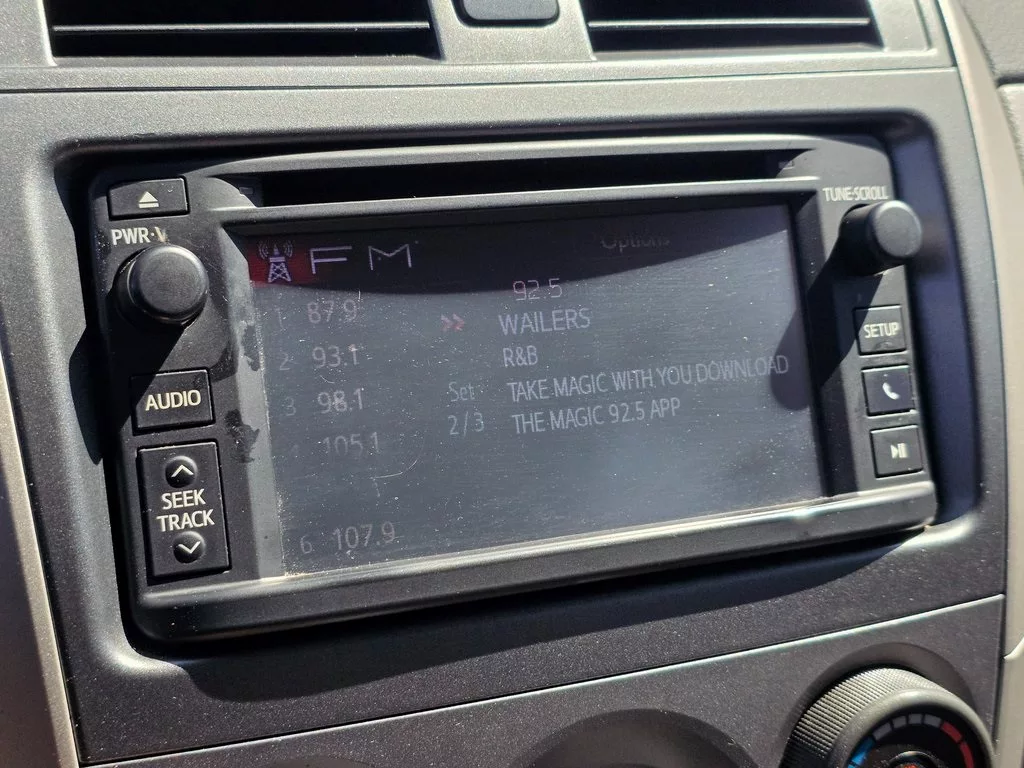 PWR·V
TUNE·SCROLL
FM
Options
92.5
1 87.9
>> WAILERS
SETUP
2 93.1
R&B
AUDIO
3 98.1
Set TAKE MAGIC WITH YOU DOWNLOAD
2/3 THE MAGIC 92.5 APP
4 105.1
SEEK
TRACK
6 107.9